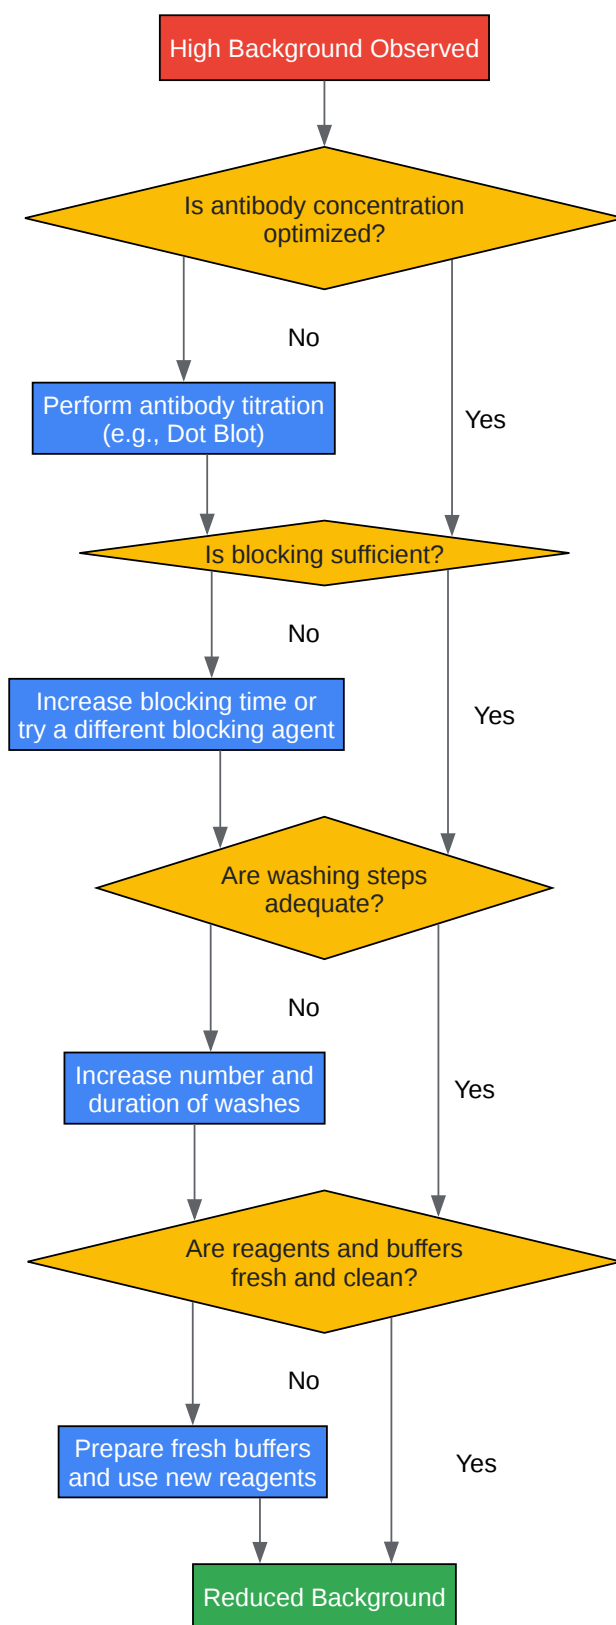 High Background Observed
Is antibody concentration
optimized?
No
Perform antibody titration
(e.g., Dot Blot)
Yes
Is blocking sufficient?
No
Increase blocking time or
try a different blocking agent
Yes
Are washing steps
adequate?
No
Increase number and
duration of washes
Yes
Are reagents and buffers
fresh and clean?
No
Prepare fresh buffers
and use new reagents
Yes
Reduced Background